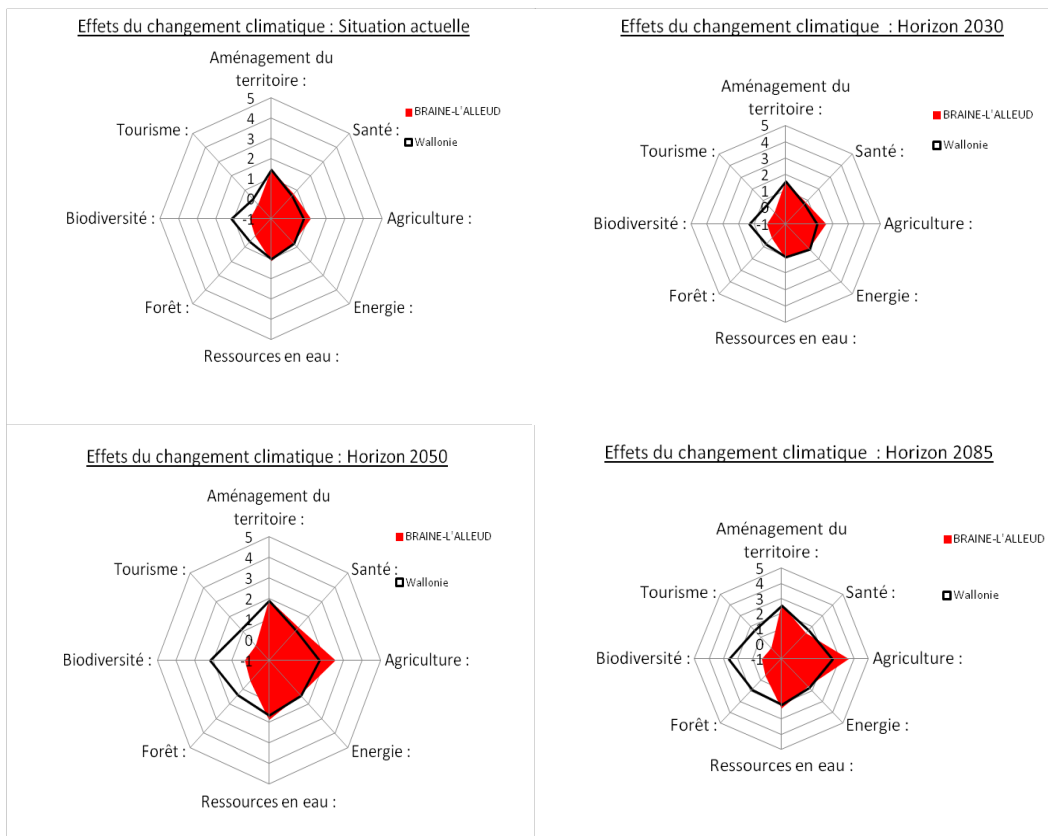 Effets du changement climatique : Situation actuelle
Aménagement du
territoire :
5
4
3
2
1
0
-1
Santé :
Agriculture :
Energie :
Ressources en eau :
Forêt :
Biodiversité :
Tourisme :
BRAINE-L'ALLEUD
Wallonie
Effets du changement climatique : Horizon 2030
Aménagement du
territoire :
5
4
3
2
1
0
-1
Santé :
Agriculture :
Energie :
Ressources en eau :
Forêt :
Biodiversité :
Tourisme :
BRAINE-L'ALLEUD
Wallonie
Effets du changement climatique : Horizon 2050
Aménagement du
territoire :
5
4
3
2
1
0
-1
Santé :
Agriculture :
Energie :
Ressources en eau :
Forêt :
Biodiversité :
Tourisme :
BRAINE-L'ALLEUD
Wallonie
Effets du changement climatique : Horizon 2085
Aménagement du
territoire :
5
4
3
2
1
0
-1
Santé :
Agriculture :
Energie :
Ressources en eau :
Forêt :
Biodiversité :
Tourisme :
BRAINE-L'ALLEUD
Wallonie